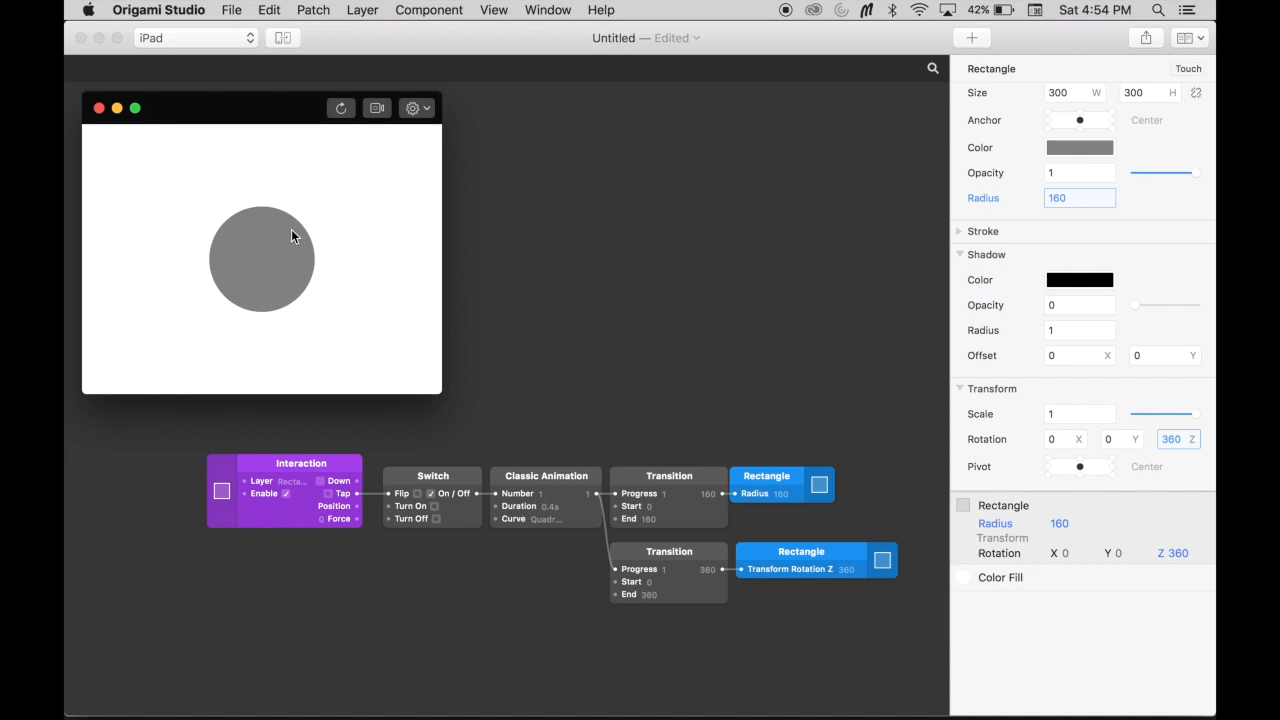 Origami Studio File Edit Patch Layer Component View Window Help 42% Sat 4:54 PM
iPad Untitled — Edited
Rectangle Touch
Size 300 W 300 H
Anchor Center
Color
Opacity 1
Radius 160
Stroke
Shadow
Color
Opacity 0
Radius 1
Offset 0 X 0 Y
Transform
Scale 1
Rotation 0 X 0 Y 360 Z
Pivot Center
Rectangle
Radius 160
Transform
Rotation X 0 Y 0 Z 360
Color Fill
Interaction
Layer Recta... Down
Enable Tap
Position
0 Force
Switch
Flip On / Off
Turn On
Turn Off
Classic Animation
Number 1 1
Duration 0.4s
Curve Quadr...
Transition
Progress 1 160
Start 0
End 160
Rectangle
Radius 160
Transition
Progress 1 360
Start 0
End 360
Rectangle
Transform Rotation Z 360